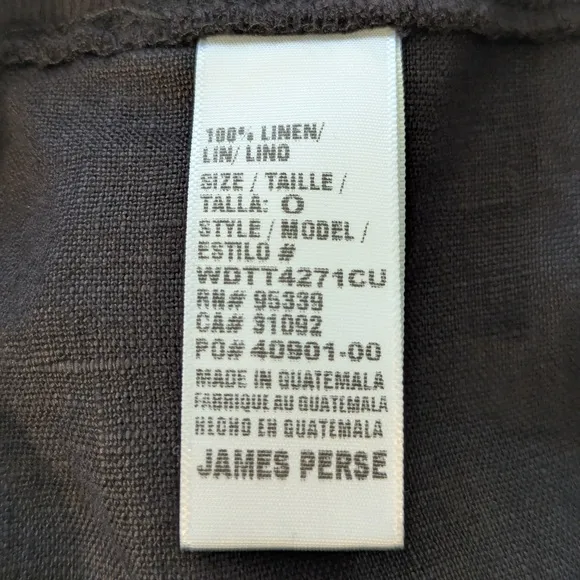 100% LINEN/
LIN/ LINO
SIZE / TAILLE /
TALLA: 0
STYLE / MODEL /
ESTILO #
WDTT4271CU
RN# 95339
CA# 31092
PO# 40901-00
MADE IN GUATEMALA
FABRIQUE AU GUATEMALA
HECHO EN GUATEMALA
JAMES PERSE